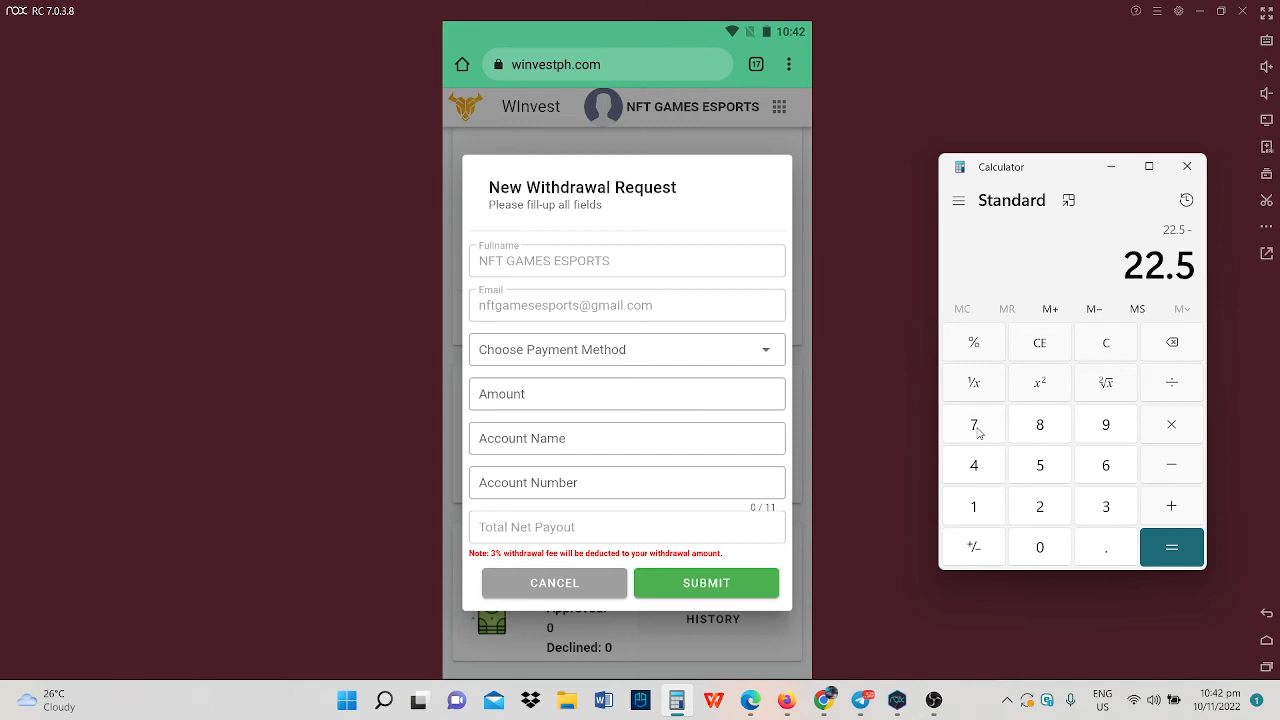 nox RC 7.0.3.8
10:42
winvestph.com
17
WInvest
NFT GAMES ESPORTS
New Withdrawal Request
Please fill-up all fields
Fullname
NFT GAMES ESPORTS
Email
nftgamesesports@gmail.com
Choose Payment Method
Amount
Account Name
Account Number
0 / 11
Total Net Payout
Note: 3% withdrawal fee will be deducted to your withdrawal amount.
CANCEL
SUBMIT
0
HISTORY
Declined: 0
Calculator
Standard
22.5 -
22.5
MC MR M+ M− MS M
% CE C
1/x x² ²√x ÷
7 8 9 ×
4 5 6 −
1 2 3 +
+/− 0 . =
26°C
Cloudy
50
ENG
US
10:42 pm
10/11/2022
1